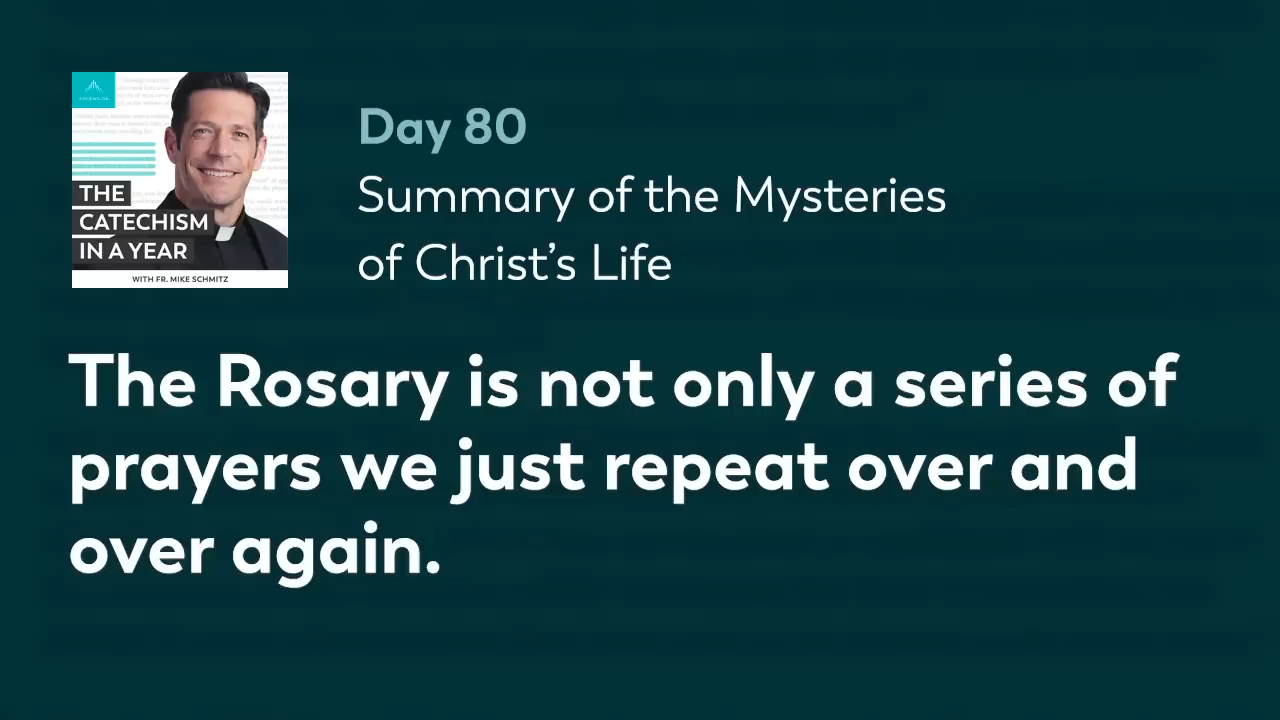 ASCENSION
THE
CATECHISM
IN A YEAR
WITH FR. MIKE SCHMITZ
Day 80
Summary of the Mysteries
of Christ’s Life
The Rosary is not only a series of
prayers we just repeat over and
over again.